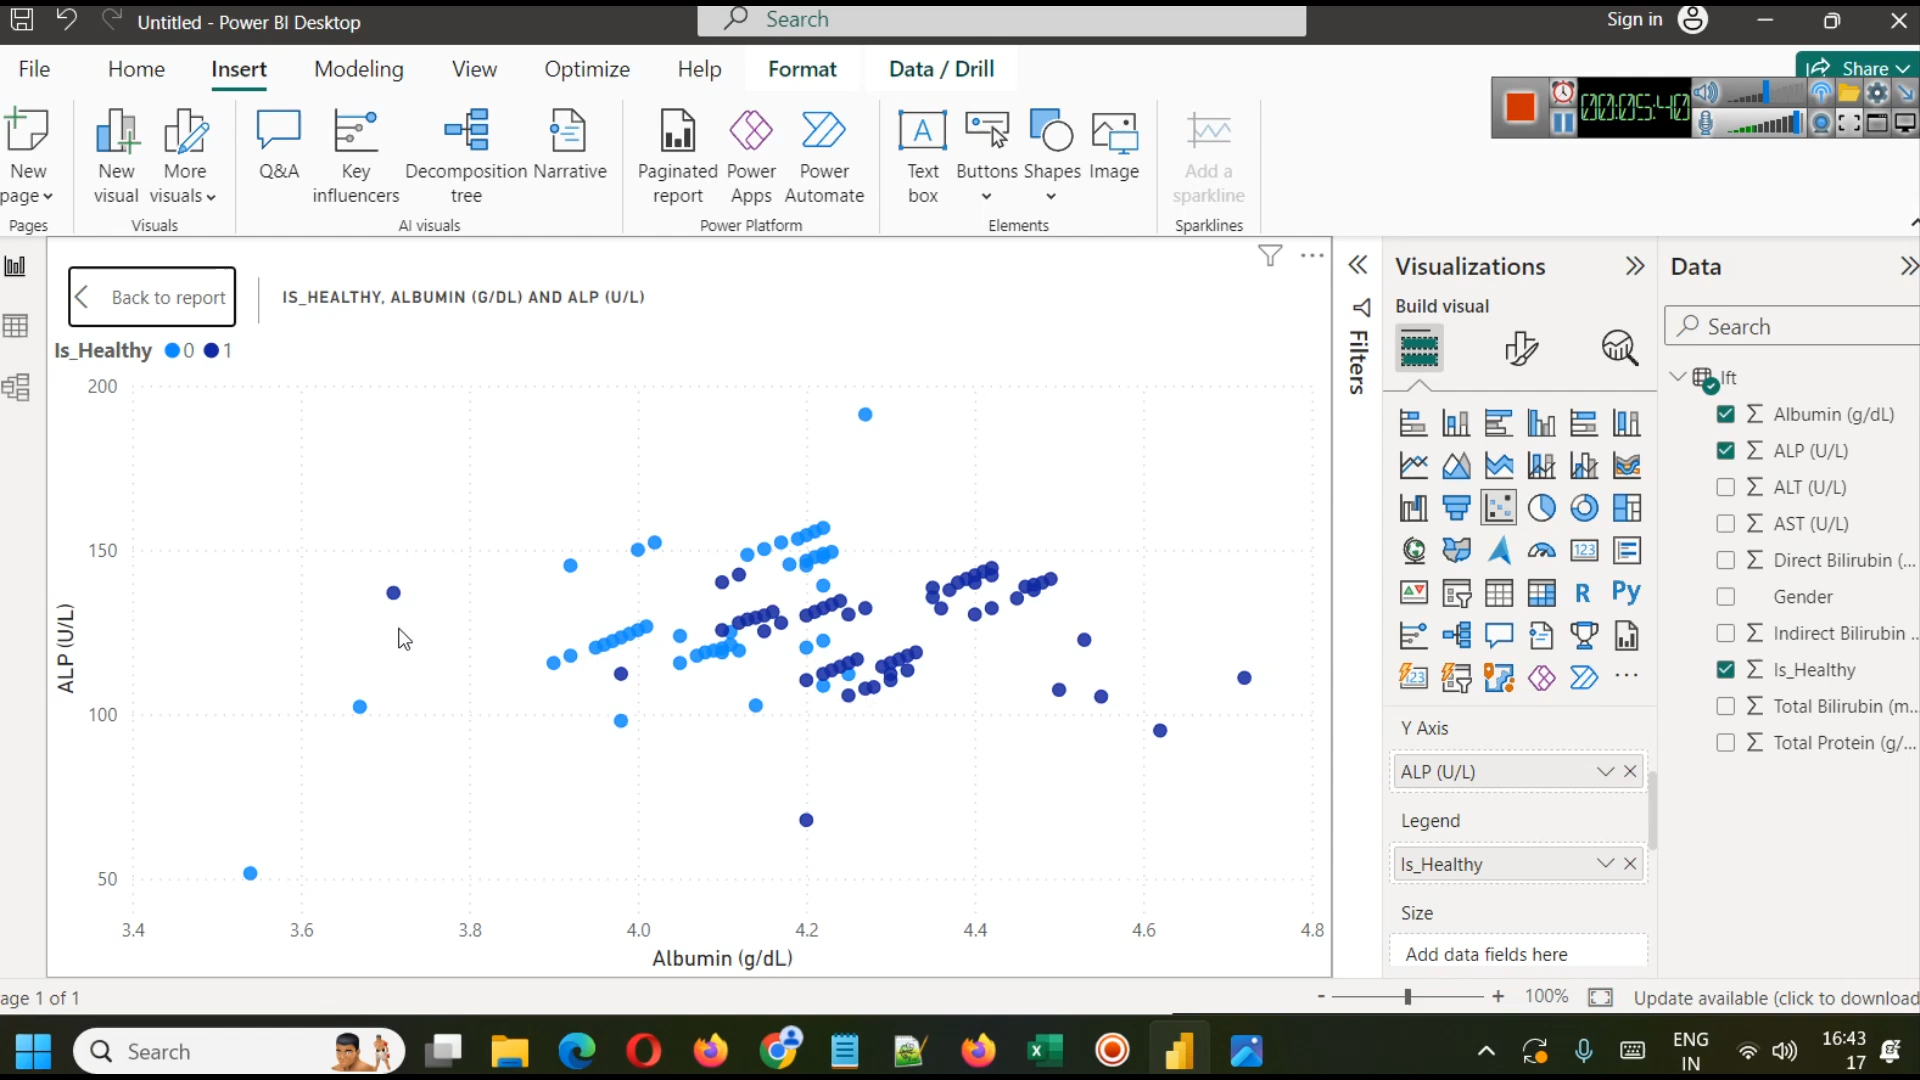 Untitled - Power BI Desktop
Search
Sign in
File Home Insert Modeling View Optimize Help Format Data / Drill
Share
00:05:40
New page
New visual
More visuals
Q&A
Key influencers
Decomposition tree
Narrative
Paginated report
Power Apps
Power Automate
Text box
Buttons
Shapes
Image
Add a sparkline
Pages Visuals AI visuals Power Platform Elements Sparklines
Back to report
IS_HEALTHY, ALBUMIN (G/DL) AND ALP (U/L)
Is_Healthy 0 1
200
150
100
50
ALP (U/L)
3.4 3.6 3.8 4.0 4.2 4.4 4.6 4.8
Albumin (g/dL)
Filters
Visualizations
Build visual
123
R
Py
123
Y Axis
ALP (U/L)
Legend
Is_Healthy
Size
Add data fields here
Data
Search
lft
Albumin (g/dL)
ALP (U/L)
ALT (U/L)
AST (U/L)
Direct Bilirubin (...
Gender
Indirect Bilirubin ...
Is_Healthy
Total Bilirubin (m...
Total Protein (g/...
age 1 of 1
- + 100%
Update available (click to download
Search
ENG
IN
16:43
17